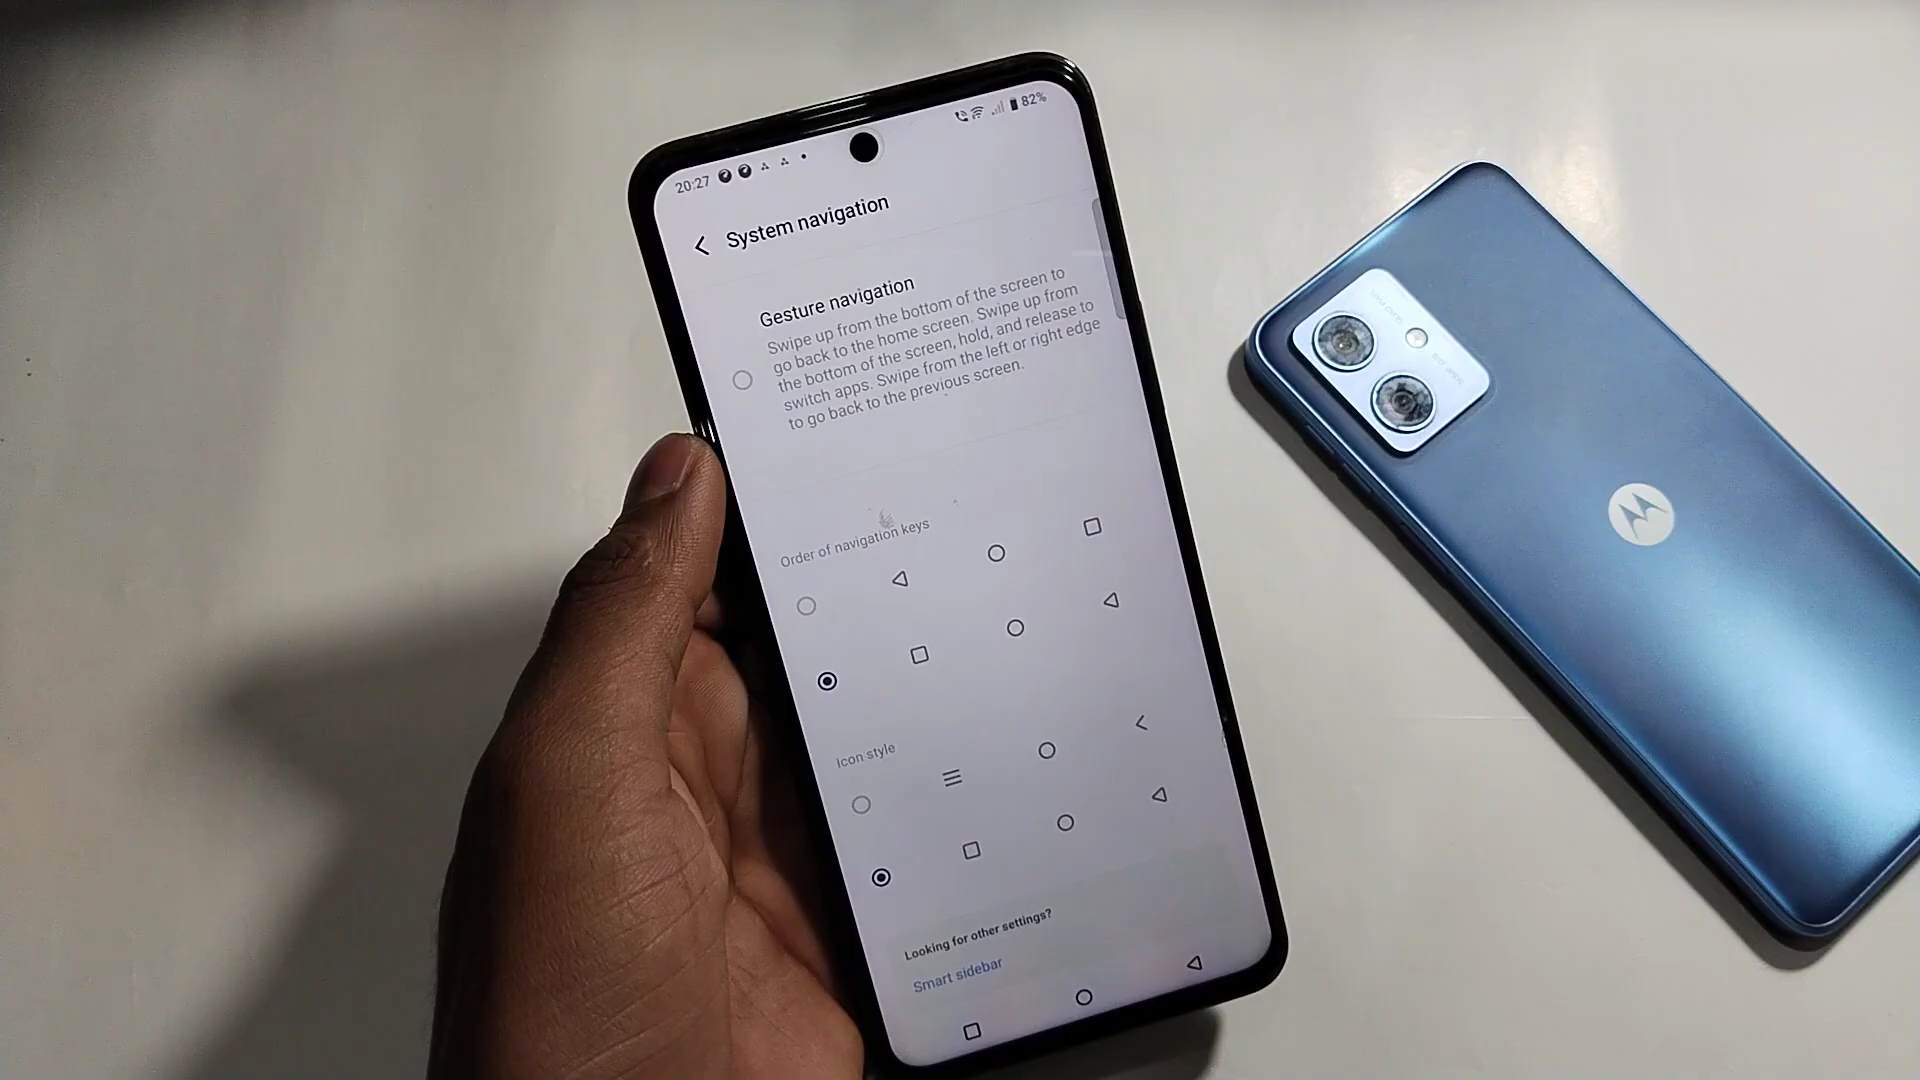 20:27
82%
System navigation
Gesture navigation
Swipe up from the bottom of the screen to
go back to the home screen. Swipe up from
the bottom of the screen, hold, and release to
switch apps. Swipe from the left or right edge
to go back to the previous screen.
Order of navigation keys
Icon style
Looking for other settings?
Smart sidebar